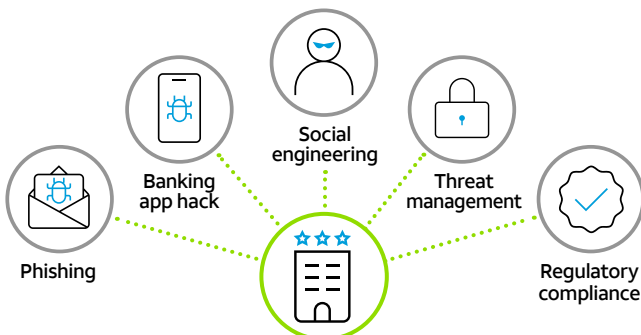 Social
engineering
Banking
app hack
Threat
management
Phishing
Regulatory
compliance